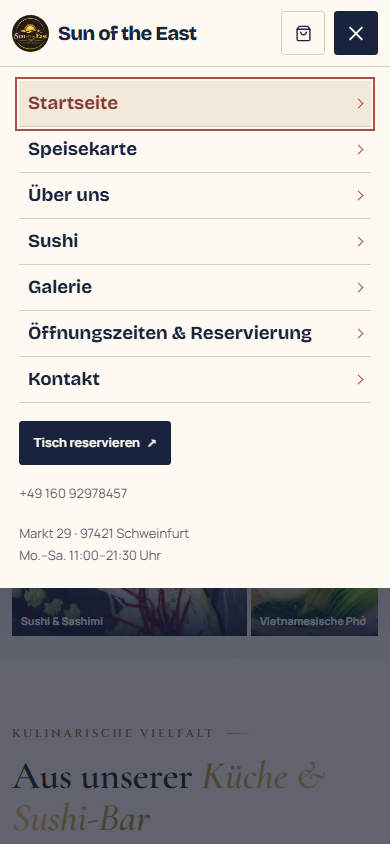 Sun of the East
Sun of the East
Startseite
Speisekarte
Über uns
Sushi
Galerie
Öffnungszeiten & Reservierung
Kontakt
Tisch reservieren ↗
+49 160 92978457
Markt 29 · 97421 Schweinfurt
Mo.–Sa. 11:00–21:30 Uhr
Sushi & Sashimi
Vietnamesische Phở
KULINARISCHE VIELFALT
Aus unserer Küche &
Sushi-Bar